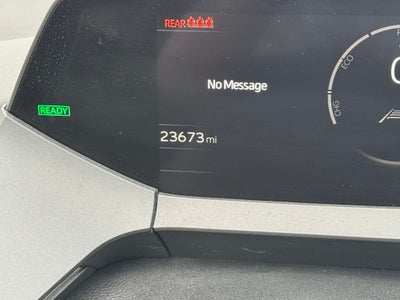 REAR
No Message
ECO
READY
CHG
23673 mi